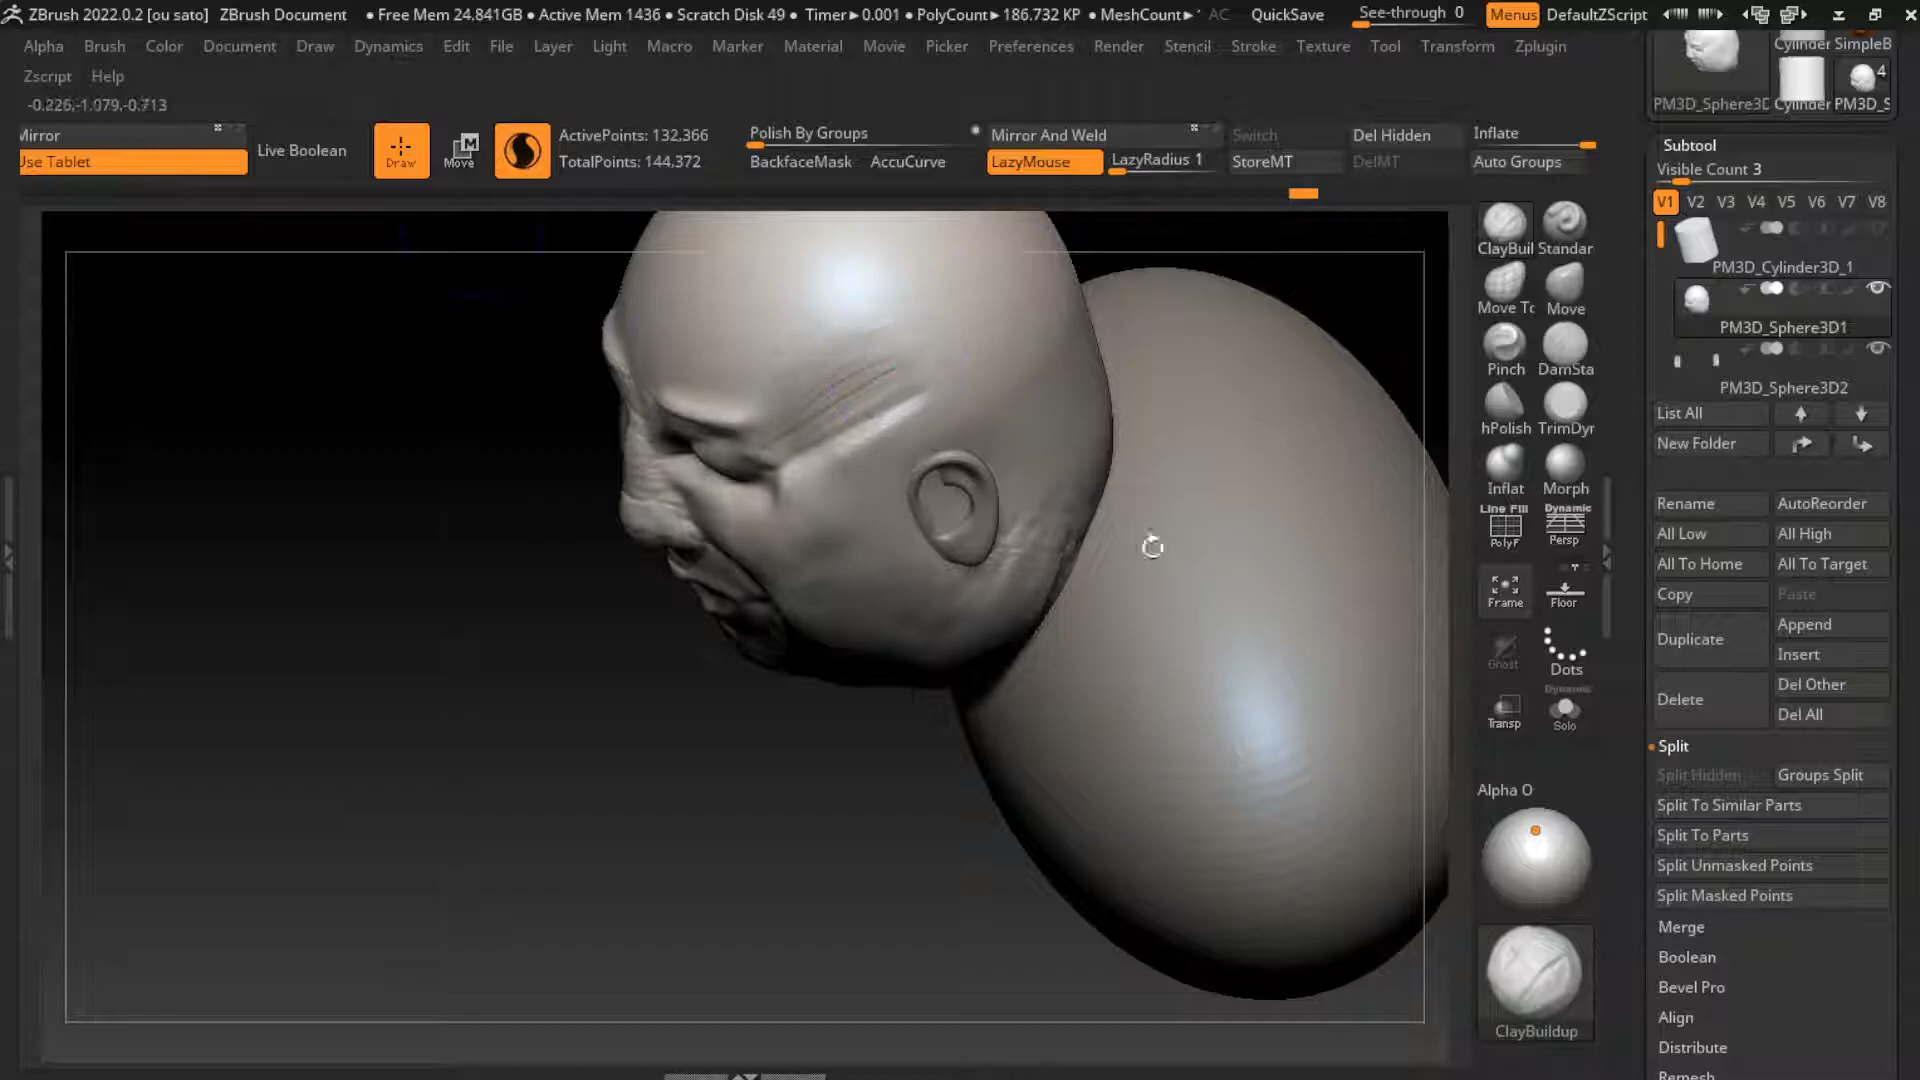 ZBrush 2022.0.2 [ou sato] ZBrush Document • Free Mem 24.841GB • Active Mem 1436 • Scratch Disk 49 • Timer▸0.001 • PolyCount▸186.732 KP • MeshCount▸ AC QuickSave See-through 0 Menus DefaultZScript
Alpha Brush Color Document Draw Dynamics Edit File Layer Light Macro Marker Material Movie Picker Preferences Render Stencil Stroke Texture Tool Transform Zplugin
Zscript Help
-0.226,-1.079,-0.713
Mirror
Use Tablet
Live Boolean
Draw
Move
ActivePoints: 132,366
TotalPoints: 144,372
Polish By Groups
BackfaceMask AccuCurve
Mirror And Weld
LazyMouse LazyRadius 1
Switch Del Hidden Inflate
StoreMT DelMT Auto Groups
ClayBuil Standar
Move To Move
Pinch DamSta
hPolish TrimDyr
Inflat Morph
Line Fill Dynamic
PolyF Persp
Frame Floor
Ghost Dots
Dynamic
Transp Solo
Alpha O
ClayBuildup
Cylinder SimpleB
4
PM3D_Sphere3D Cylinder PM3D_S
Subtool
Visible Count 3
V1 V2 V3 V4 V5 V6 V7 V8
PM3D_Cylinder3D_1
PM3D_Sphere3D1
PM3D_Sphere3D2
List All
New Folder
Rename AutoReorder
All Low All High
All To Home All To Target
Copy Paste
Duplicate Append
Insert
Delete Del Other
Del All
Split
Split Hidden Groups Split
Split To Similar Parts
Split To Parts
Split Unmasked Points
Split Masked Points
Merge
Boolean
Bevel Pro
Align
Distribute
Remesh